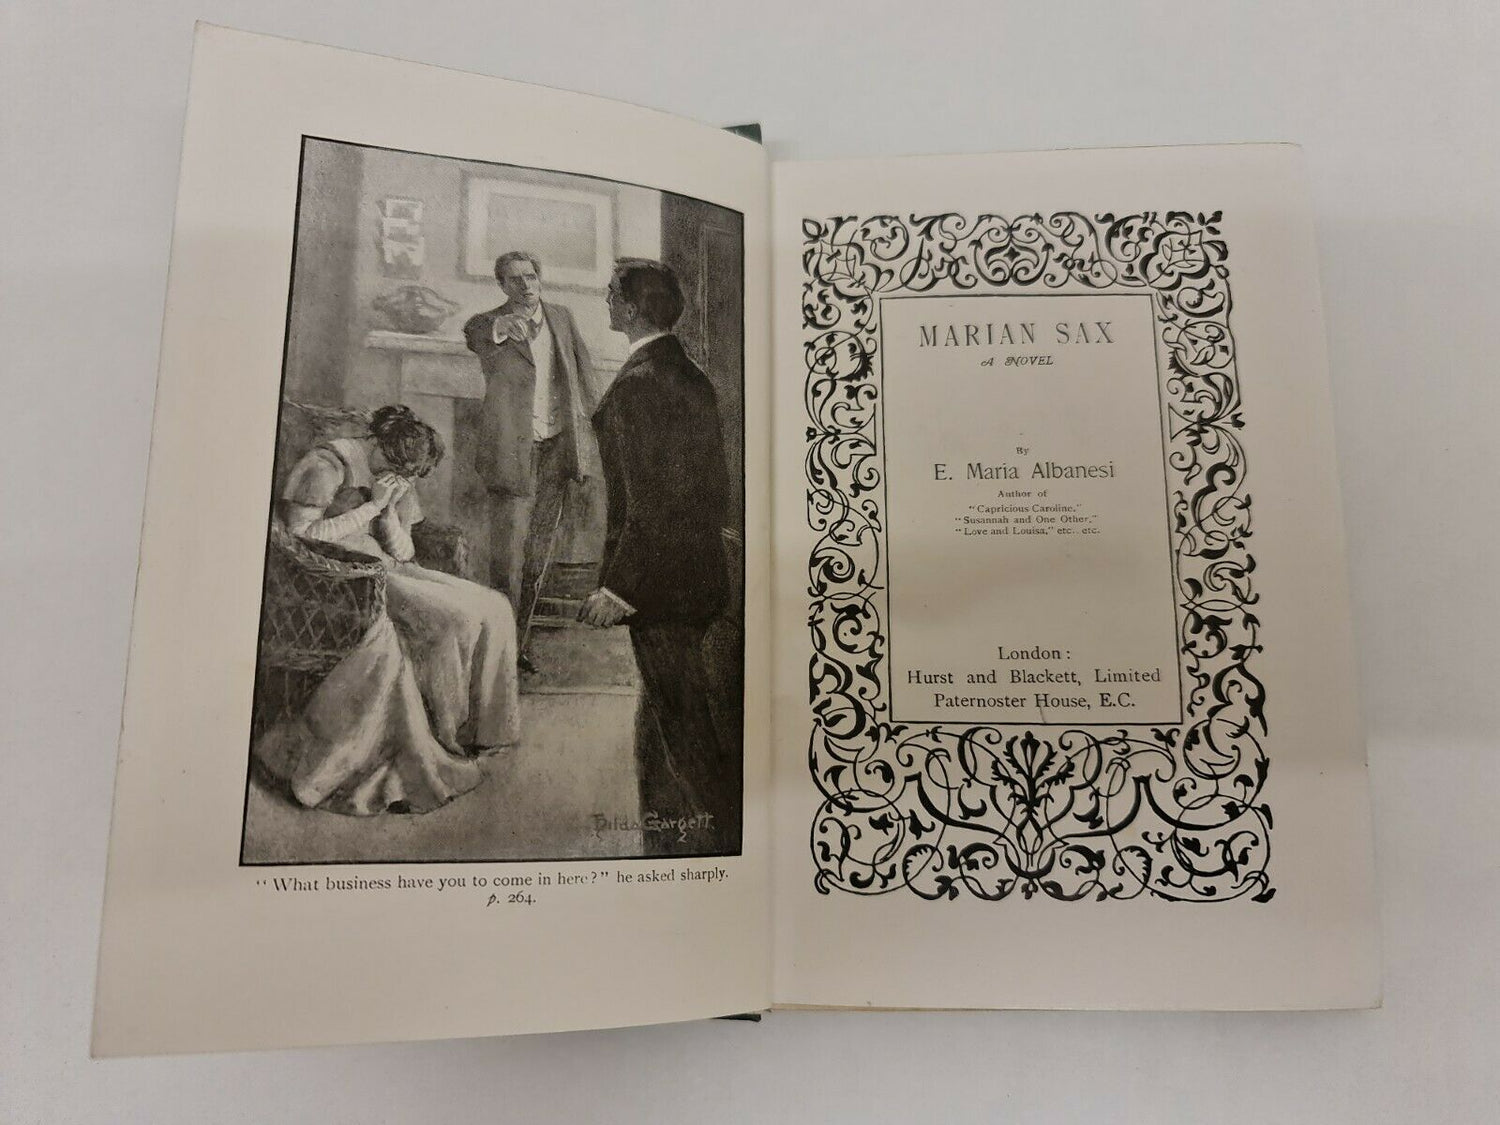 Hilda Gargett
"What business have you to come in here?" he asked sharply.
p. 264.
MARIAN SAX
A NOVEL
By
E. Maria Albanesi
Author of
"Capricious Caroline,"
"Susannah and One Other,"
"Love and Louisa," etc., etc.
London:
Hurst and Blackett, Limited
Paternoster House, E.C.